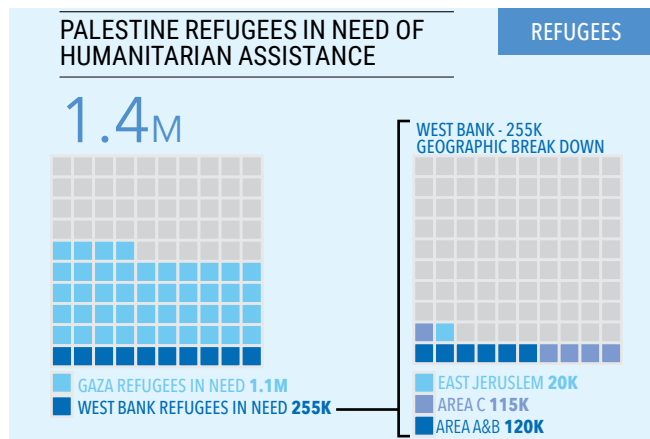 PALESTINE REFUGEES IN NEED OF
HUMANITARIAN ASSISTANCE
REFUGEES
1.4M
WEST BANK - 255K
GEOGRAPHIC BREAK DOWN
GAZA REFUGEES IN NEED 1.1M
WEST BANK REFUGEES IN NEED 255K
EAST JERUSLEM 20K
AREA C 115K
AREA A&B 120K